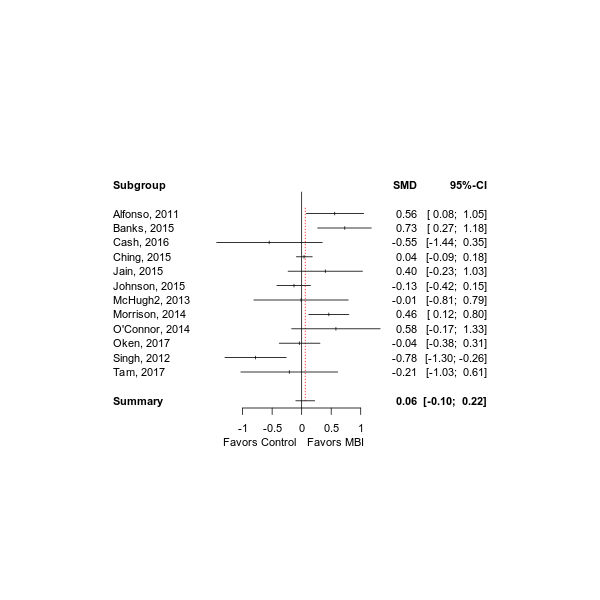 Subgroup SMD 95%-CI
Alfonso, 2011 0.56 [ 0.08; 1.05]
Banks, 2015 0.73 [ 0.27; 1.18]
Cash, 2016 -0.55 [-1.44; 0.35]
Ching, 2015 0.04 [-0.09; 0.18]
Jain, 2015 0.40 [-0.23; 1.03]
Johnson, 2015 -0.13 [-0.42; 0.15]
McHugh2, 2013 -0.01 [-0.81; 0.79]
Morrison, 2014 0.46 [ 0.12; 0.80]
O'Connor, 2014 0.58 [-0.17; 1.33]
Oken, 2017 -0.04 [-0.38; 0.31]
Singh, 2012 -0.78 [-1.30; -0.26]
Tam, 2017 -0.21 [-1.03; 0.61]
Summary 0.06 [-0.10; 0.22]
-1 -0.5 0 0.5 1
Favors Control Favors MBI